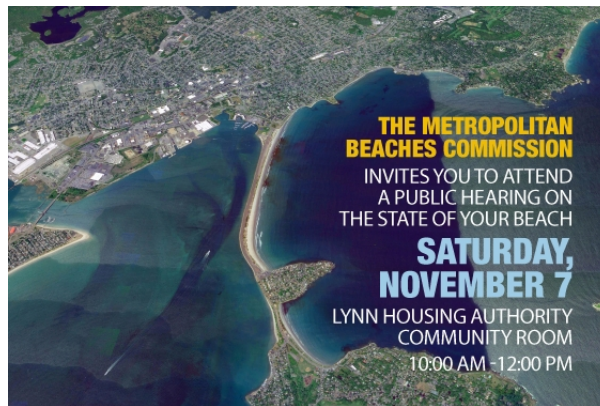 THE METROPOLITAN
BEACHES COMMISSION
INVITES YOU TO ATTEND
A PUBLIC HEARING ON
THE STATE OF YOUR BEACH
SATURDAY,
NOVEMBER 7
LYNN HOUSING AUTHORITY
COMMUNITY ROOM
10:00 AM -12:00 PM